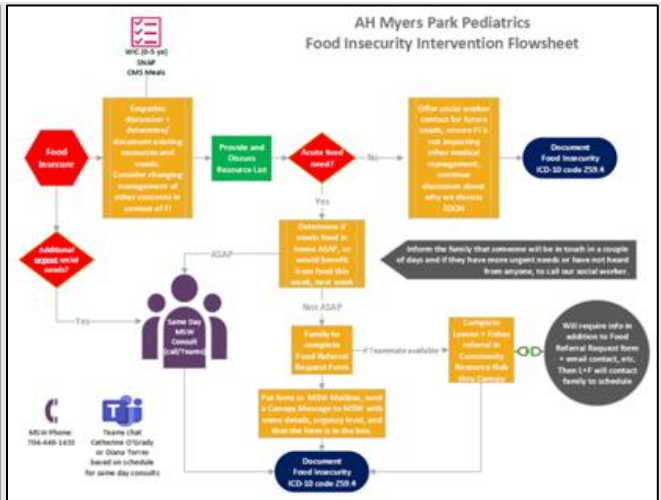 AH Myers Park Pediatrics
Food Insecurity Intervention Flowsheet
WIC (0-5 yo)
SNAP
CMS Meals
Food
Insecure
Empathic
discussion +
determine/
document existing
resources and
needs
Consider changing
management of
other concerns in
context of FI
Provide and
Discuss
Resource List
Acute food
need?
No
Offer social worker
contact for future
needs, ensure FI is
not impacting
other medical
management;
continue
discussion about
why we discuss
SDOH
Document
Food Insecurity
ICD-10 code Z59.4
Yes
Additional
urgent social
needs?
Yes
Determine if
needs food in
home ASAP, or
would benefit
from food this
week, next week
ASAP
Inform the family that someone will be in touch in a couple
of days and if they have more urgent needs or have not heard
from anyone, to call our social worker.
Same Day
MSW
Consult
(call/Teams)
Not ASAP
Family to
complete
Food Referral
Request Form
If Teammate available
Complete
Loaves + Fishes
referral in
Community
Resource Hub
thru Canopy
Will require info in
addition to Food
Referral Request form
+ email contact, etc.
Then L+F will contact
family to schedule
Put form in MSW Mailbox, send
a Canopy Message to MSW with
some details, urgency level, and
that the form is in the box.
MSW Phone:
Teams chat
Catherine O'Grady
or Diana Torres
based on schedule
for same day consults
Document
Food Insecurity
ICD-10 code Z59.4